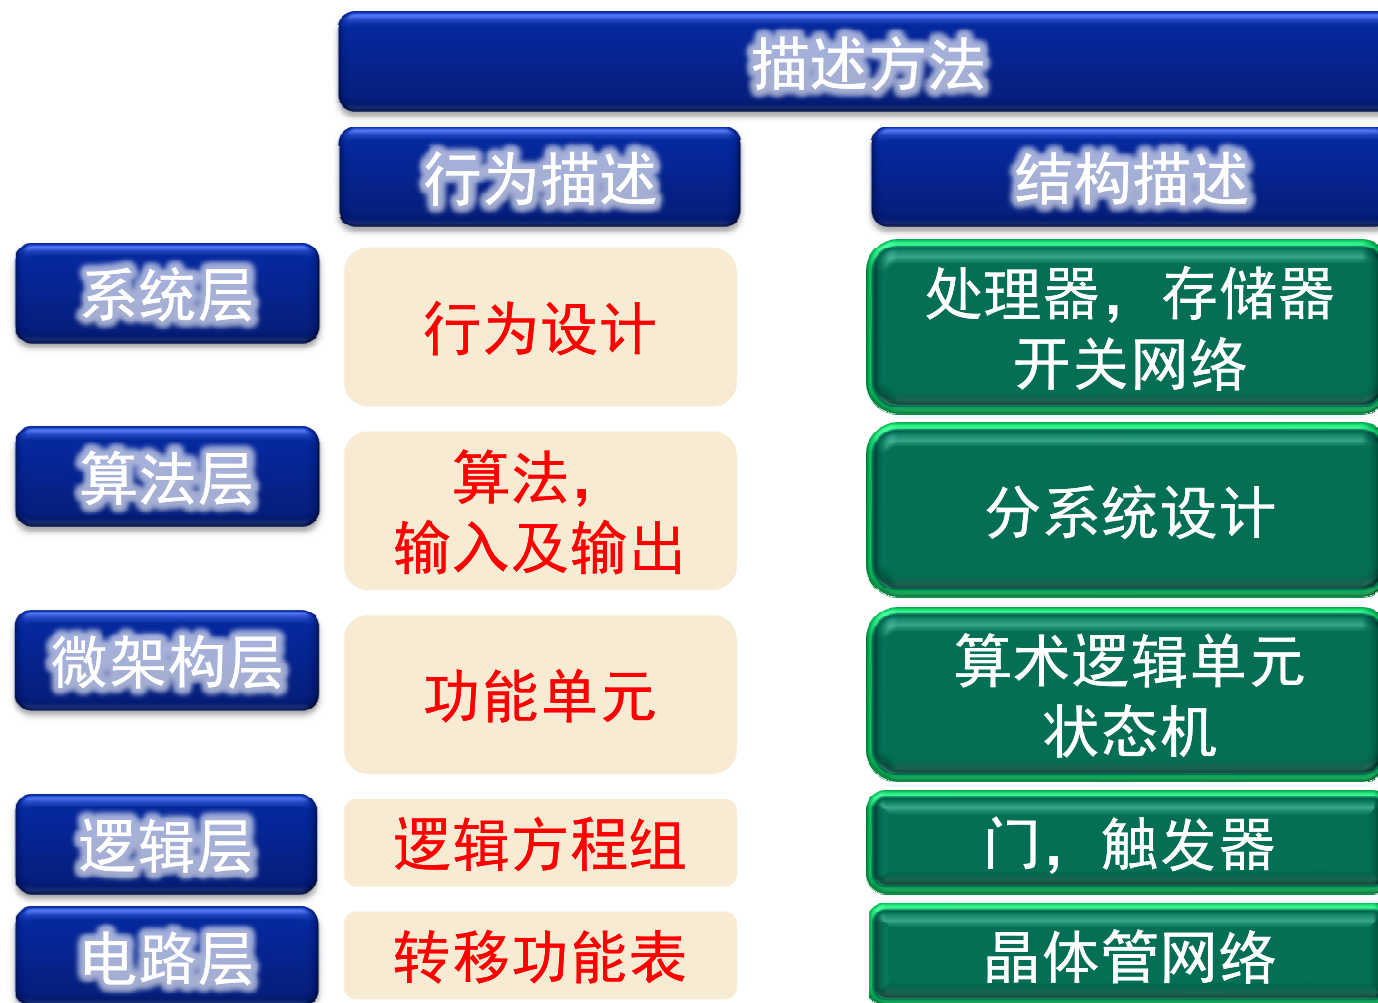 描述方法
行为描述
结构描述
系统层
行为设计
处理器，存储器
开关网络
算法层
算法，
输入及输出
分系统设计
微架构层
功能单元
算术逻辑单元
状态机
逻辑层
逻辑方程组
门，触发器
电路层
转移功能表
晶体管网络